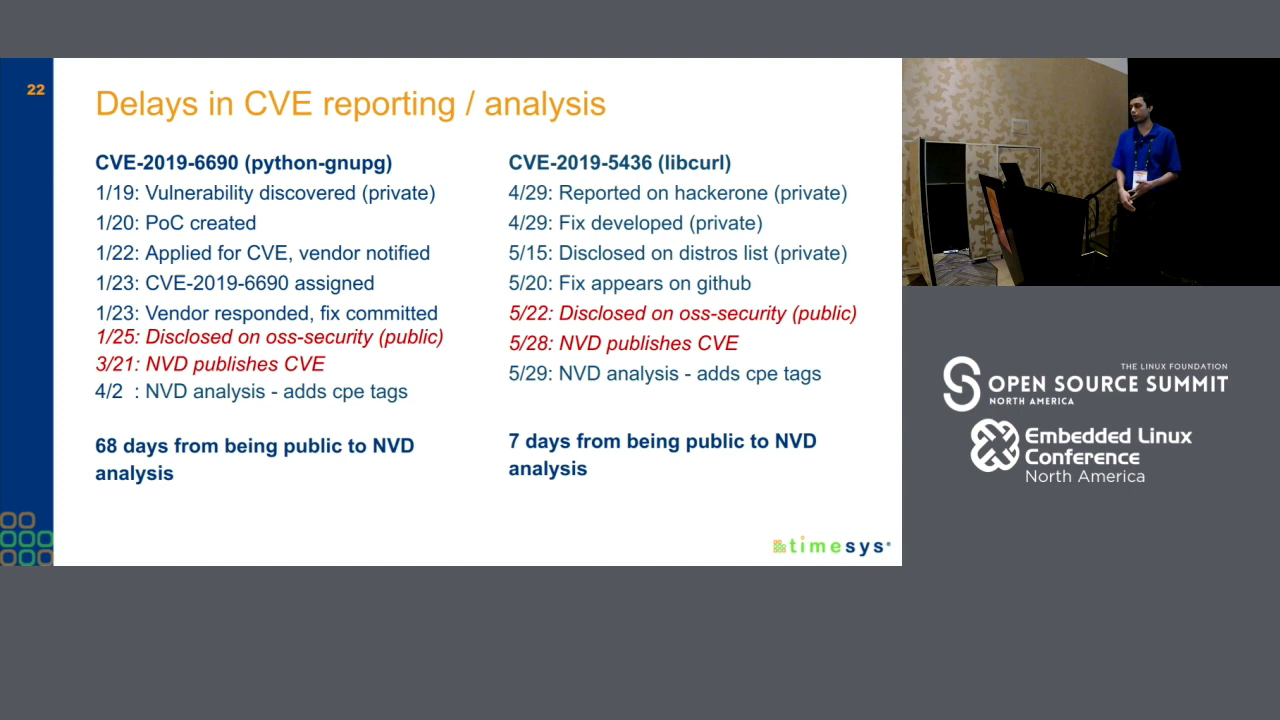 22
Delays in CVE reporting / analysis
CVE-2019-6690 (python-gnupg)
1/19: Vulnerability discovered (private)
1/20: PoC created
1/22: Applied for CVE, vendor notified
1/23: CVE-2019-6690 assigned
1/23: Vendor responded, fix committed
1/25: Disclosed on oss-security (public)
3/21: NVD publishes CVE
4/2 : NVD analysis - adds cpe tags
68 days from being public to NVD
analysis
CVE-2019-5436 (libcurl)
4/29: Reported on hackerone (private)
4/29: Fix developed (private)
5/15: Disclosed on distros list (private)
5/20: Fix appears on github
5/22: Disclosed on oss-security (public)
5/28: NVD publishes CVE
5/29: NVD analysis - adds cpe tags
7 days from being public to NVD
analysis
timesys
THE LINUX FOUNDATION
OPEN SOURCE SUMMIT
NORTH AMERICA
Embedded Linux
Conference
North America